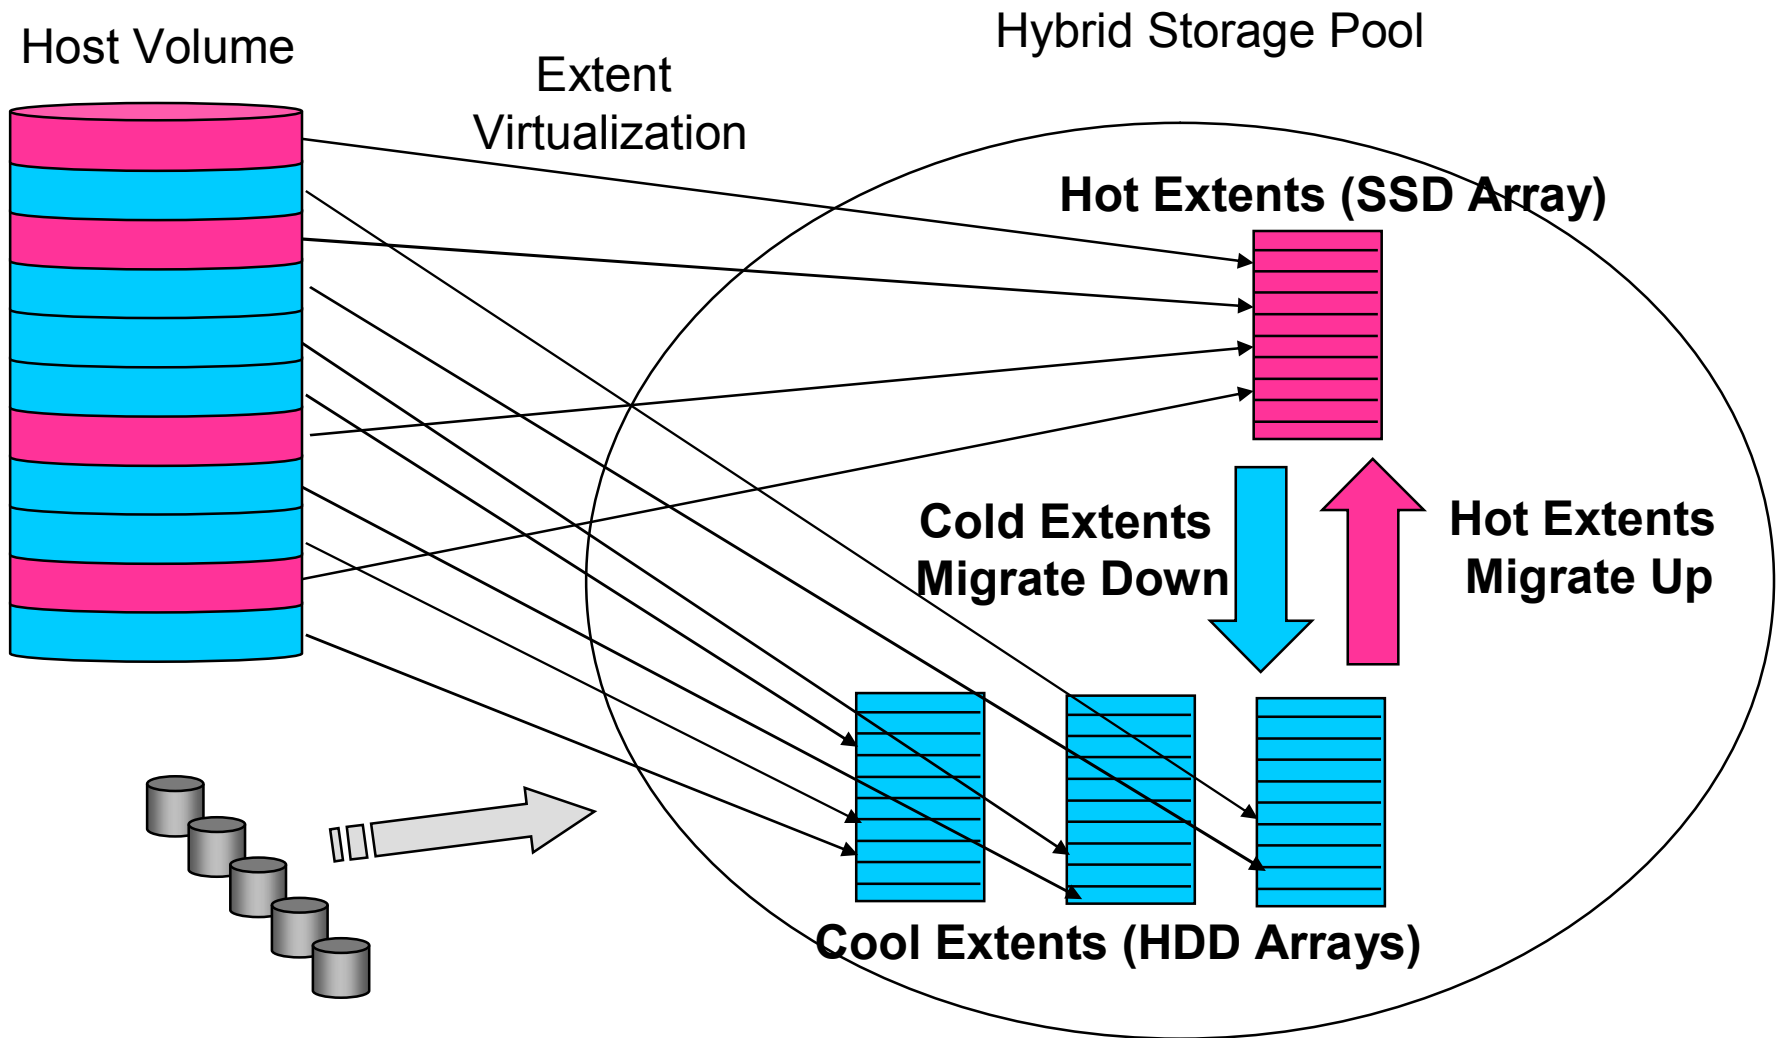 Host Volume
Extent
Virtualization
Hybrid Storage Pool
Hot Extents (SSD Array)
Cold Extents
Migrate Down
Hot Extents
Migrate Up
Cool Extents (HDD Arrays)